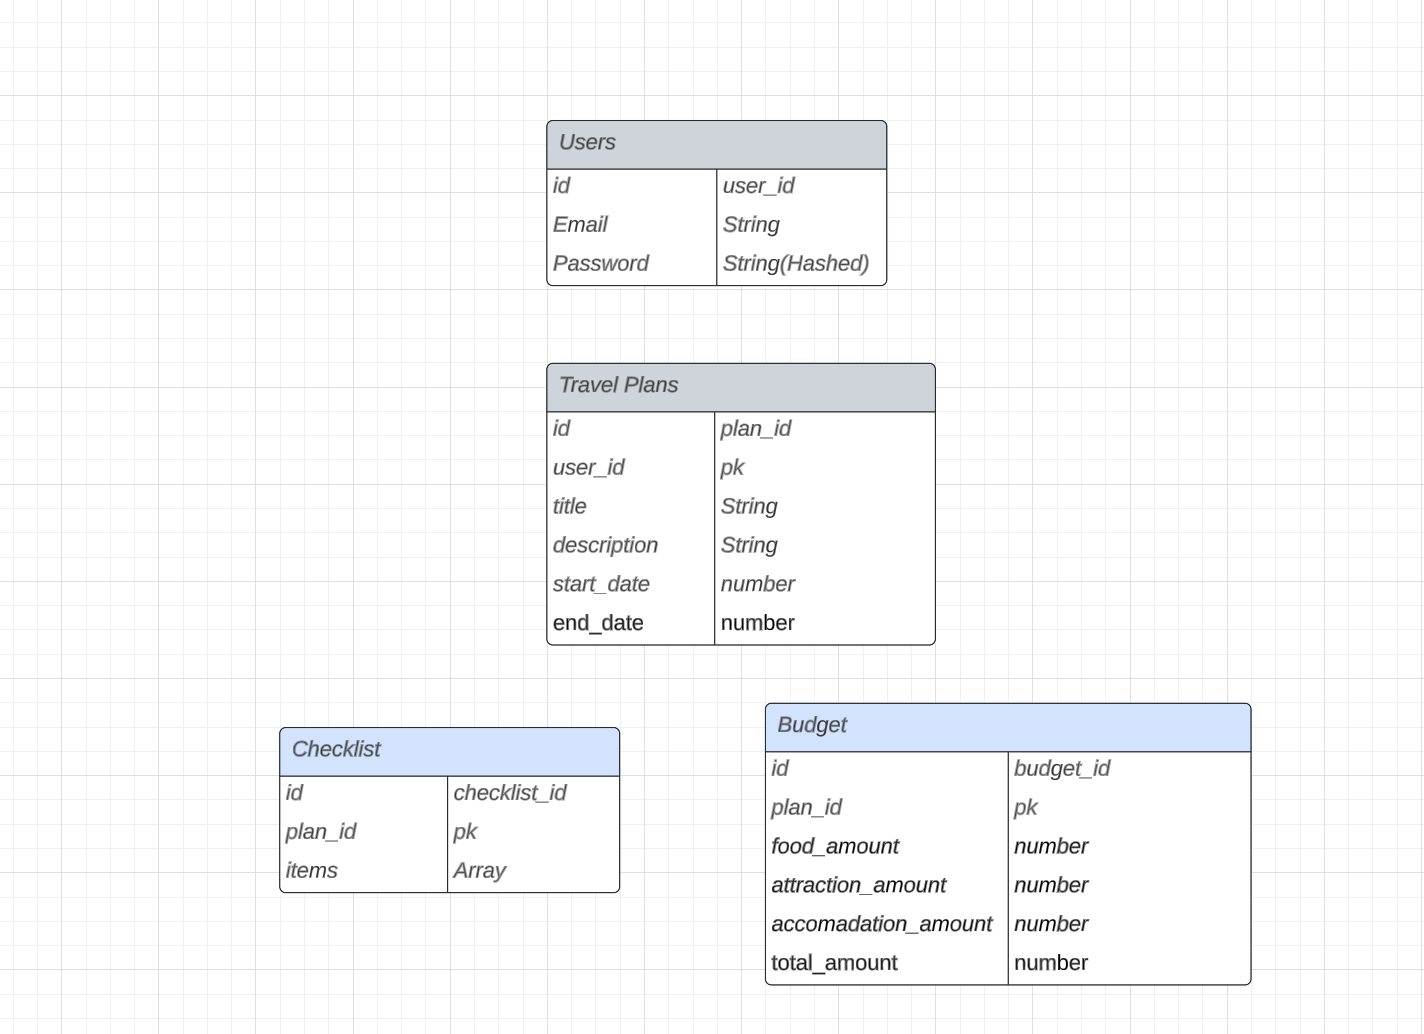 Users
id user_id
Email String
Password String(Hashed)
Travel Plans
id plan_id
user_id pk
title String
description String
start_date number
end_date number
Checklist
id checklist_id
plan_id pk
items Array
Budget
id budget_id
plan_id pk
food_amount number
attraction_amount number
accomadation_amount number
total_amount number